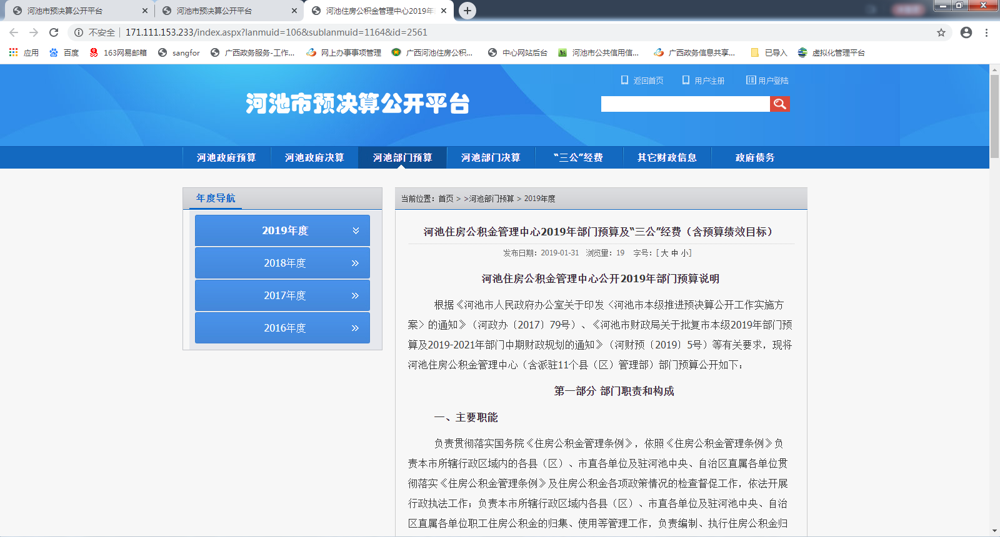 河池市预决算公开平台
河池市预决算公开平台
河池住房公积金管理中心2019年
不安全
171.111.153.233/index.aspx?lanmuid=106&sublanmuid=1164&id=2561
应用
百度
163网易邮箱
sangfor
广西政务服务-工作...
网上办事事项管理
广西河池住房公积...
中心网站后台
河池市公共信用信...
广西政务信息共享...
已导入
虚拟化管理平台
返回首页
用户注册
用户登陆
河池市预决算公开平台
河池政府预算
河池政府决算
河池部门预算
河池部门决算
“三公”经费
其它财政信息
政府债务
年度导航
2019年度
2018年度
2017年度
2016年度
当前位置：首页 > >河池部门预算 > 2019年度
河池住房公积金管理中心2019年部门预算及“三公”经费（含预算绩效目标）
发布日期：2019-01-31 浏览量：19 字号：[ 大 中 小]
河池住房公积金管理中心公开2019年部门预算说明
根据《河池市人民政府办公室关于印发〈河池市本级推进预决算公开工作实施方
案〉的通知》（河政办〔2017〕79号）、《河池市财政局关于批复市本级2019年部门预
算及2019-2021年部门中期财政规划的通知》（河财预〔2019〕5号）等有关要求，现将
河池住房公积金管理中心（含派驻11个县（区）管理部）部门预算公开如下：
第一部分 部门职责和构成
一、主要职能
负责贯彻落实国务院《住房公积金管理条例》，依照《住房公积金管理条例》负
责本市所辖行政区域内的各县（区）、市直各单位及驻河池中央、自治区直属各单位贯
彻落实《住房公积金管理条例》及住房公积金各项政策情况的检查督促工作，依法开展
行政执法工作；负责本市所辖行政区域内各县（区）、市直各单位及驻河池中央、自治
区直属各单位职工住房公积金的归集、使用等管理工作，负责编制、执行住房公积金归